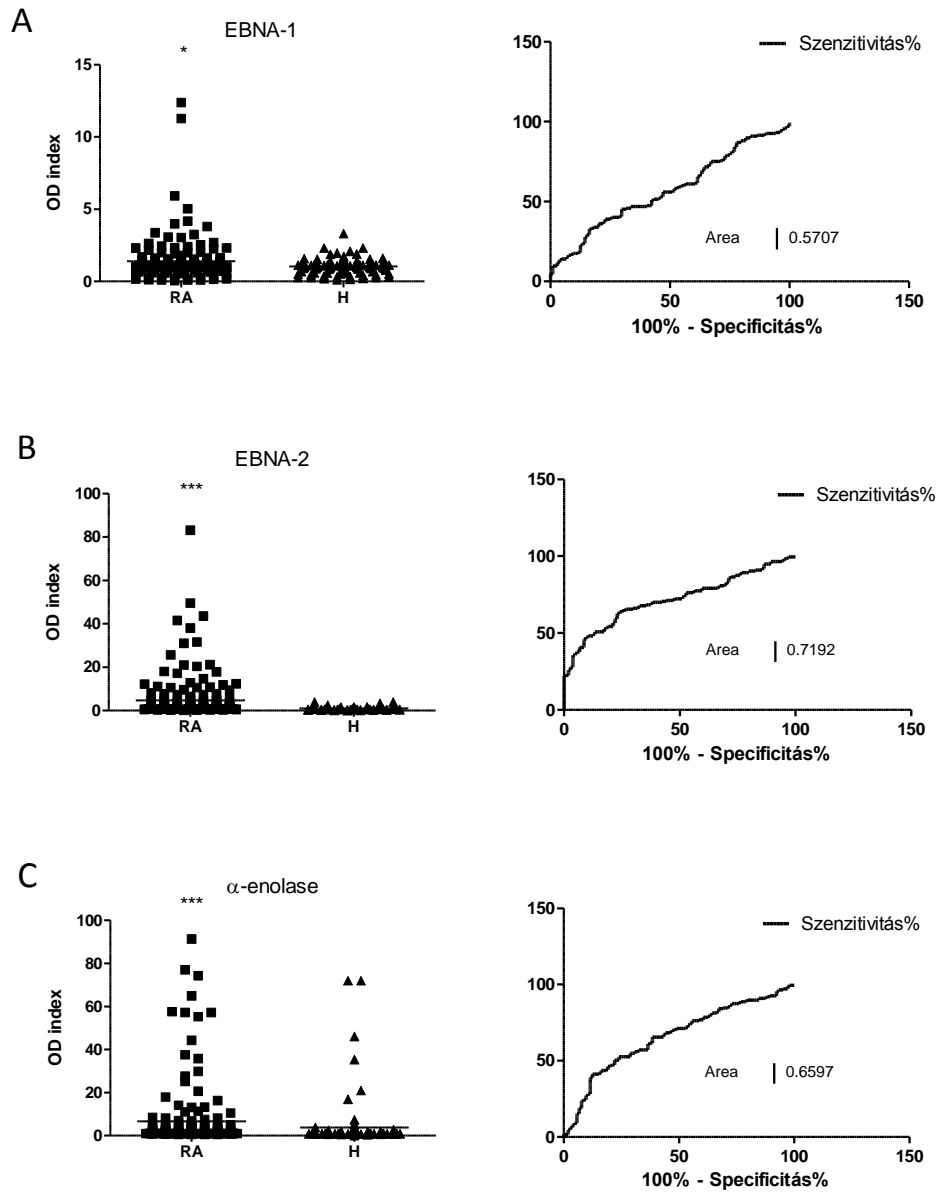 A
EBNA-1
*
15
10
5
0
OD index
RA
H
150
100
50
0
Szenzitivitás%
Area 0.5707
0
50
100
150
100% - Specificitás%
B
EBNA-2
***
100
80
60
40
20
0
OD index
RA
H
150
100
50
0
Szenzitivitás%
Area 0.7192
0
50
100
150
100% - Specificitás%
C
α-enolase
***
100
80
60
40
20
0
OD index
RA
H
150
100
50
0
Szenzitivitás%
Area 0.6597
0
50
100
150
100% - Specificitás%